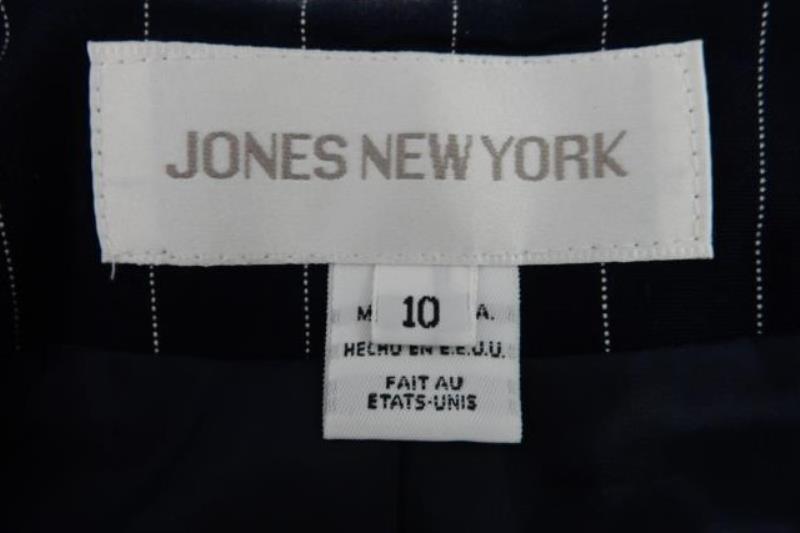 JONES NEW YORK
10
M A.
HECHO EN E.E.U.U.
FAIT AU
ETATS-UNIS